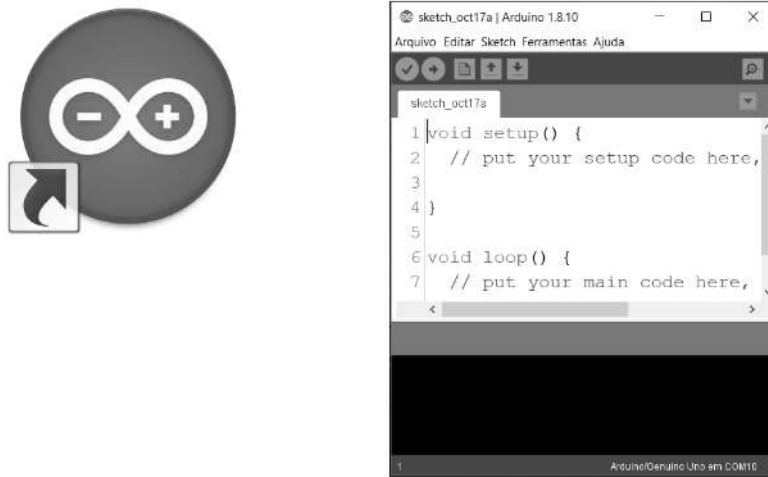 sketch_oct17a | Arduino 1.8.10
Arquivo Editar Sketch Ferramentas Ajuda
sketch_oct17a
1 void setup() {
2 // put your setup code here,
3
4 }
5
6 void loop() {
7 // put your main code here,
1 Arduino/Genuino Uno em COM10